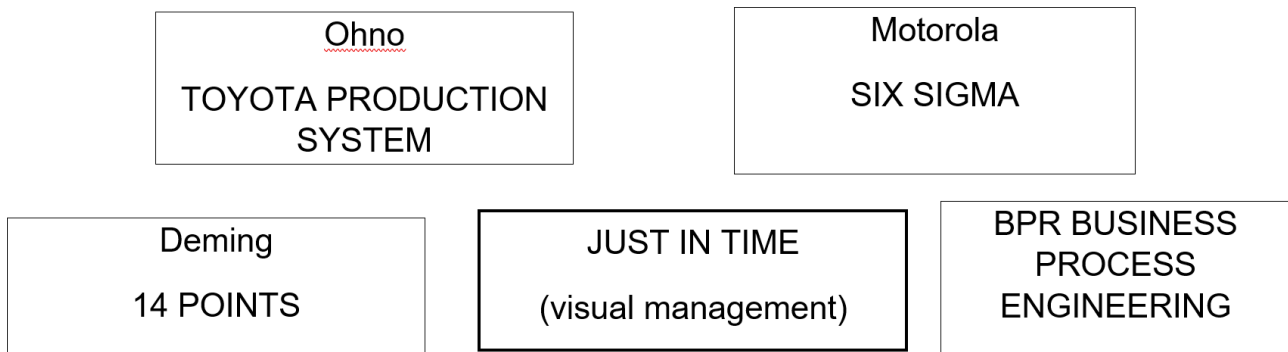 Ohno
TOYOTA PRODUCTION
SYSTEM
Motorola
SIX SIGMA
Deming
14 POINTS
JUST IN TIME
(visual management)
BPR BUSINESS
PROCESS
ENGINEERING